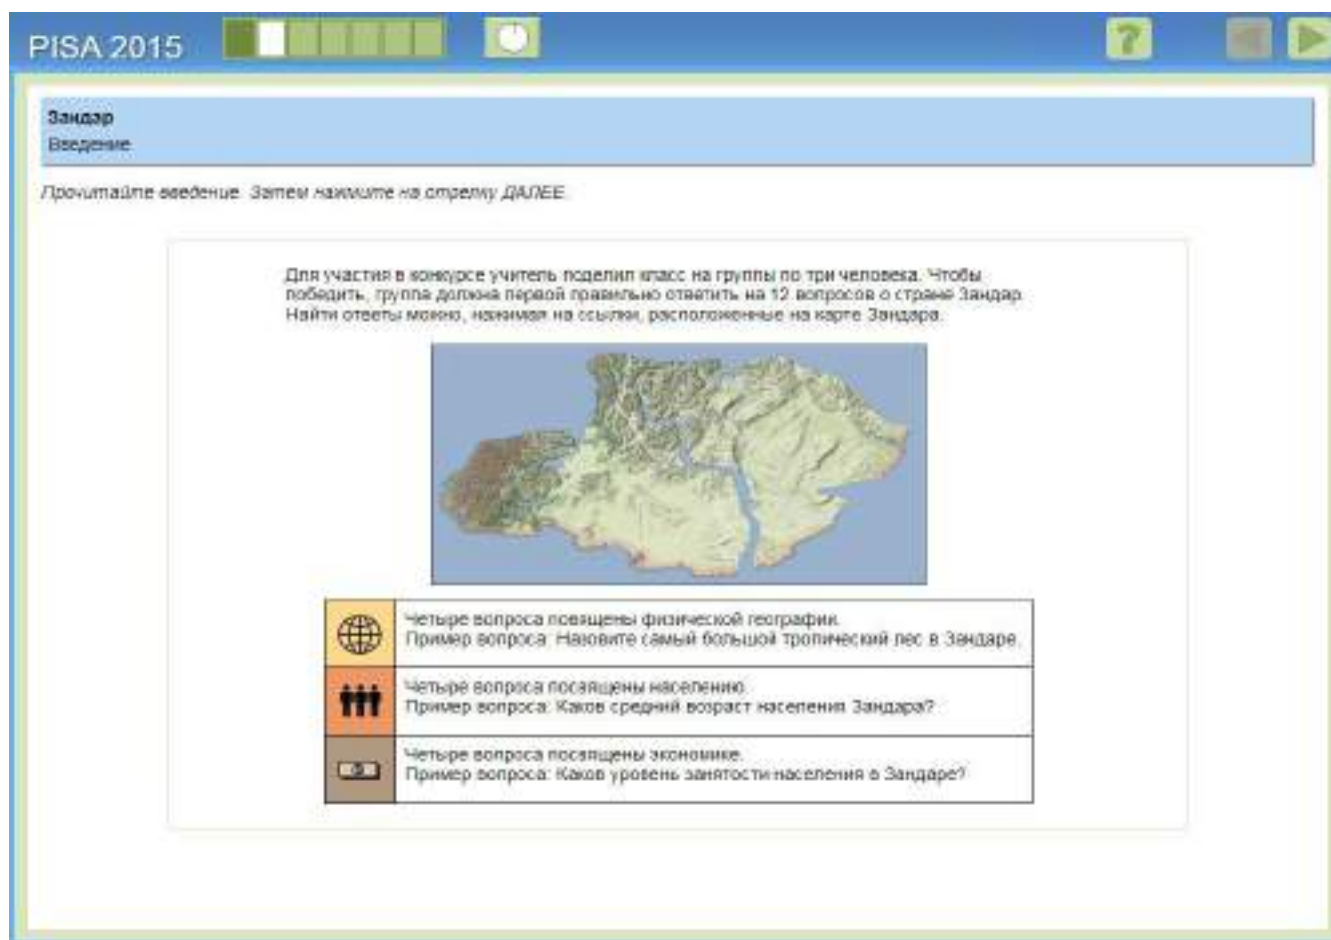 PISA 2015
?
Зандар
Введение
Прочитайте введение. Затем нажмите на стрелку ДАЛЕЕ.
Для участия в конкурсе учитель поделил класс на группы по три человека. Чтобы
победить, группа должна первой правильно ответить на 12 вопросов о стране Зандар.
Найти ответы можно, нажимая на ссылки, расположенные на карте Зандара.
Четыре вопроса повящены физической географии.
Пример вопроса: Назовите самый большой тропический лес в Зандаре.
Четыре вопроса посвящены населению.
Пример вопроса: Каков средний возраст населения Зандара?
Четыре вопроса посвящены экономике.
Пример вопроса: Каков уровень занятости населения в Зандаре?